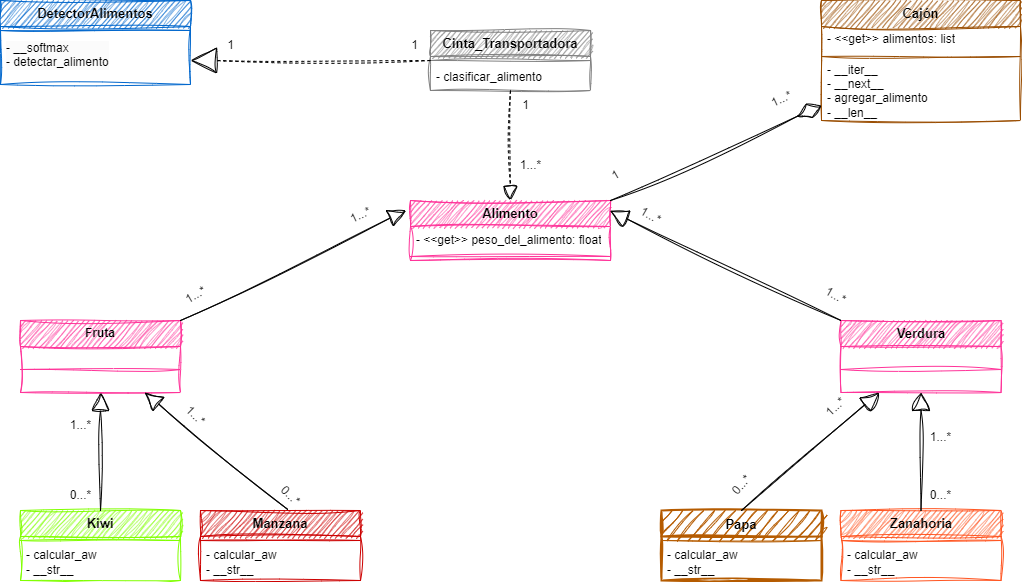 DetectorAlimentos
- __softmax
- detectar_alimento
1
1
Cinta_Transportadora
- clasificar_alimento
Cajón
- <<get>> alimentos: list
- __iter__
- __next__
- agregar_alimento
- __len__
1...*
1
1
1...*
Alimento
- <<get>> peso_del_alimento: float
1...*
1...*
1...*
1...*
Fruta
Verdura
1...*
1...*
1...*
1...*
0...*
0...*
0...*
0...*
Kiwi
- calcular_aw
- __str__
Manzana
- calcular_aw
- __str__
Papa
- calcular_aw
- __str__
Zanahoria
- calcular_aw
- __str__